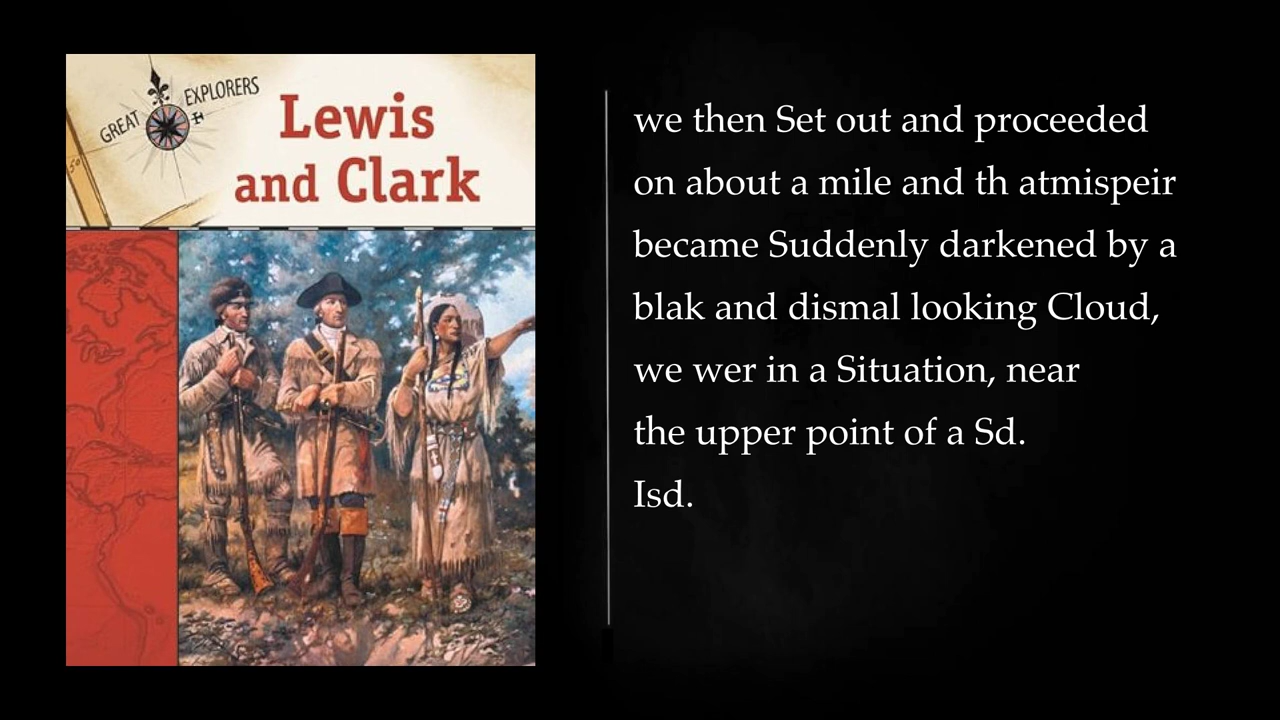 GREAT EXPLORERS
Lewis
and Clark
50
we then Set out and proceeded
on about a mile and th atmispeir
became Suddenly darkened by a
blak and dismal looking Cloud,
we wer in a Situation, near
the upper point of a Sd.
Isd.